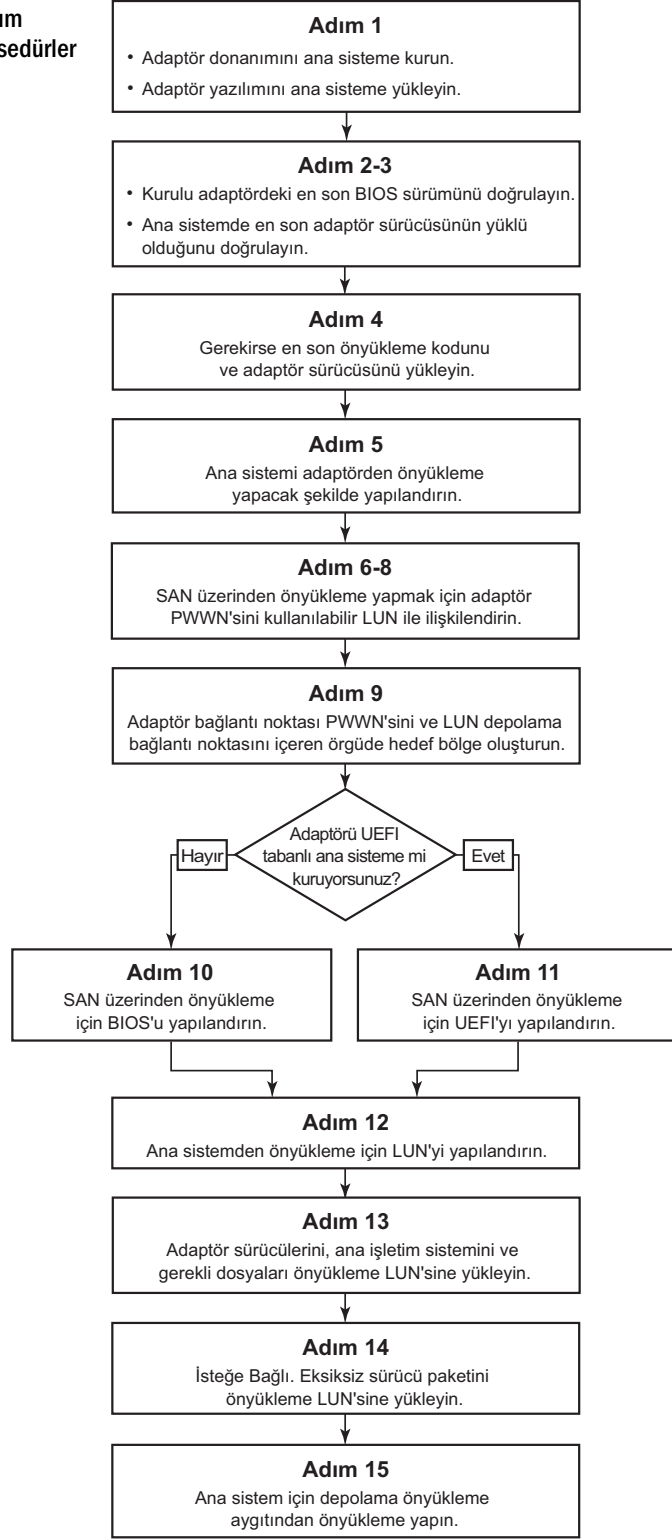 ım
sedürler
Adım 1
• Adaptör donanımını ana sisteme kurun.
• Adaptör yazılımını ana sisteme yükleyin.
Adım 2-3
• Kurulu adaptördeki en son BIOS sürümünü doğrulayın.
• Ana sistemde en son adaptör sürücüsünün yüklü
olduğunu doğrulayın.
Adım 4
Gerekirse en son önyükleme kodunu
ve adaptör sürücüsünü yükleyin.
Adım 5
Ana sistemi adaptörden önyükleme
yapacak şekilde yapılandırın.
Adım 6-8
SAN üzerinden önyükleme yapmak için adaptör
PWWN'sini kullanılabilir LUN ile ilişkilendirin.
Adım 9
Adaptör bağlantı noktası PWWN'sini ve LUN depolama
bağlantı noktasını içeren örgüde hedef bölge oluşturun.
Adaptörü UEFI
tabanlı ana sisteme mi
kuruyorsunuz?
Hayır
Evet
Adım 10
SAN üzerinden önyükleme
için BIOS'u yapılandırın.
Adım 11
SAN üzerinden önyükleme
için UEFI'yı yapılandırın.
Adım 12
Ana sistemden önyükleme için LUN'yi yapılandırın.
Adım 13
Adaptör sürücülerini, ana işletim sistemini ve
gerekli dosyaları önyükleme LUN'sine yükleyin.
Adım 14
İsteğe Bağlı. Eksiksiz sürücü paketini
önyükleme LUN'sine yükleyin.
Adım 15
Ana sistem için depolama önyükleme
aygıtından önyükleme yapın.